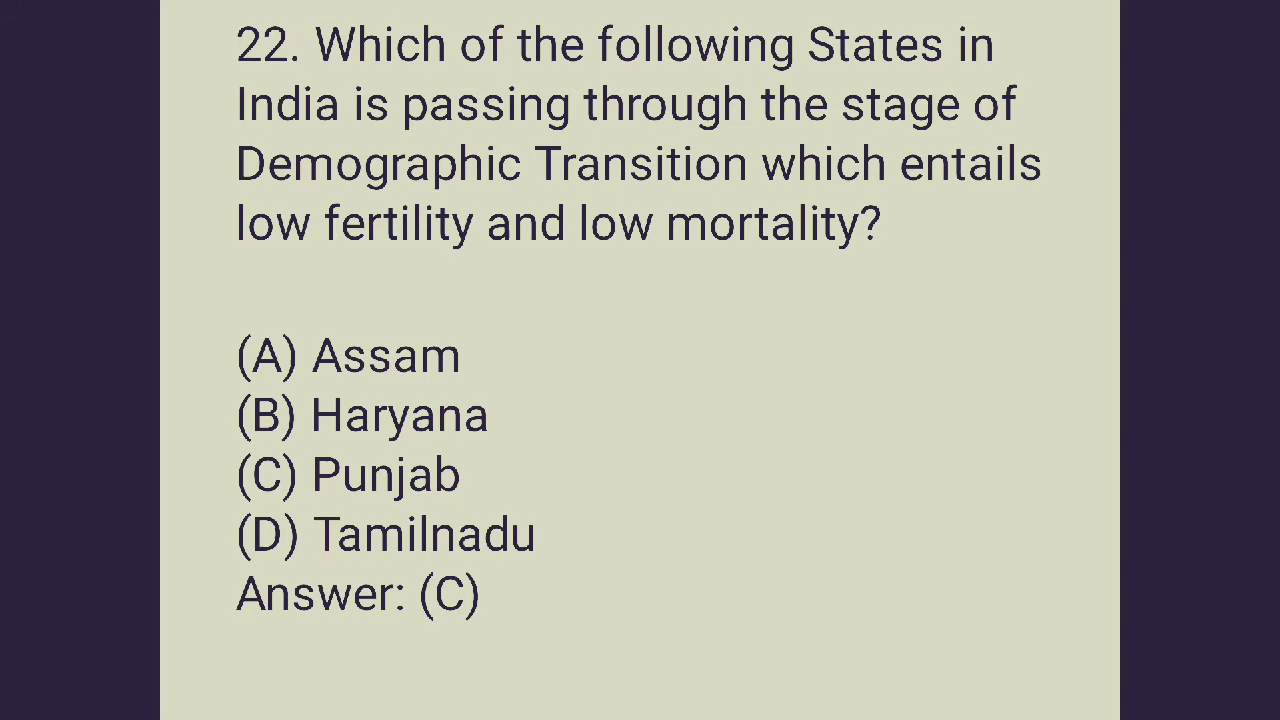 22. Which of the following States in
India is passing through the stage of
Demographic Transition which entails
low fertility and low mortality?
(A) Assam
(B) Haryana
(C) Punjab
(D) Tamilnadu
Answer: (C)